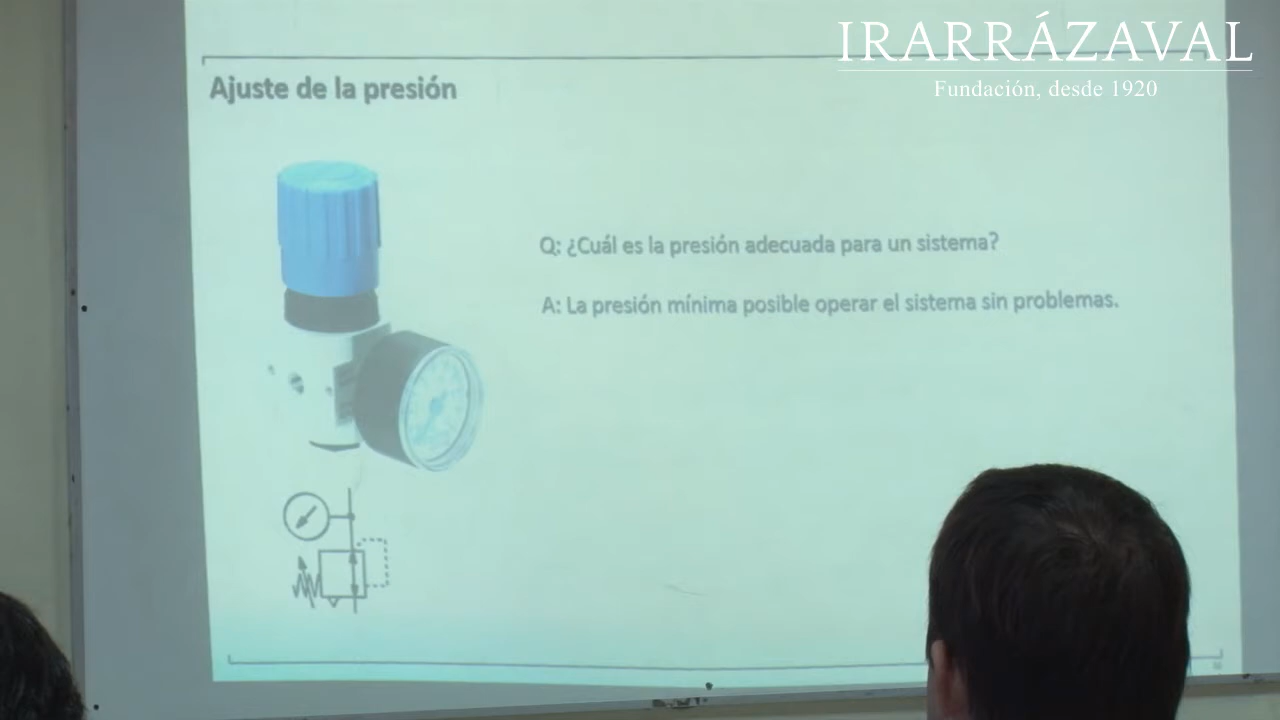 IRARRÁZAVAL
Fundación, desde 1920
Ajuste de la presión
Q: ¿Cuál es la presión adecuada para un sistema?
A: La presión mínima posible operar el sistema sin problemas.